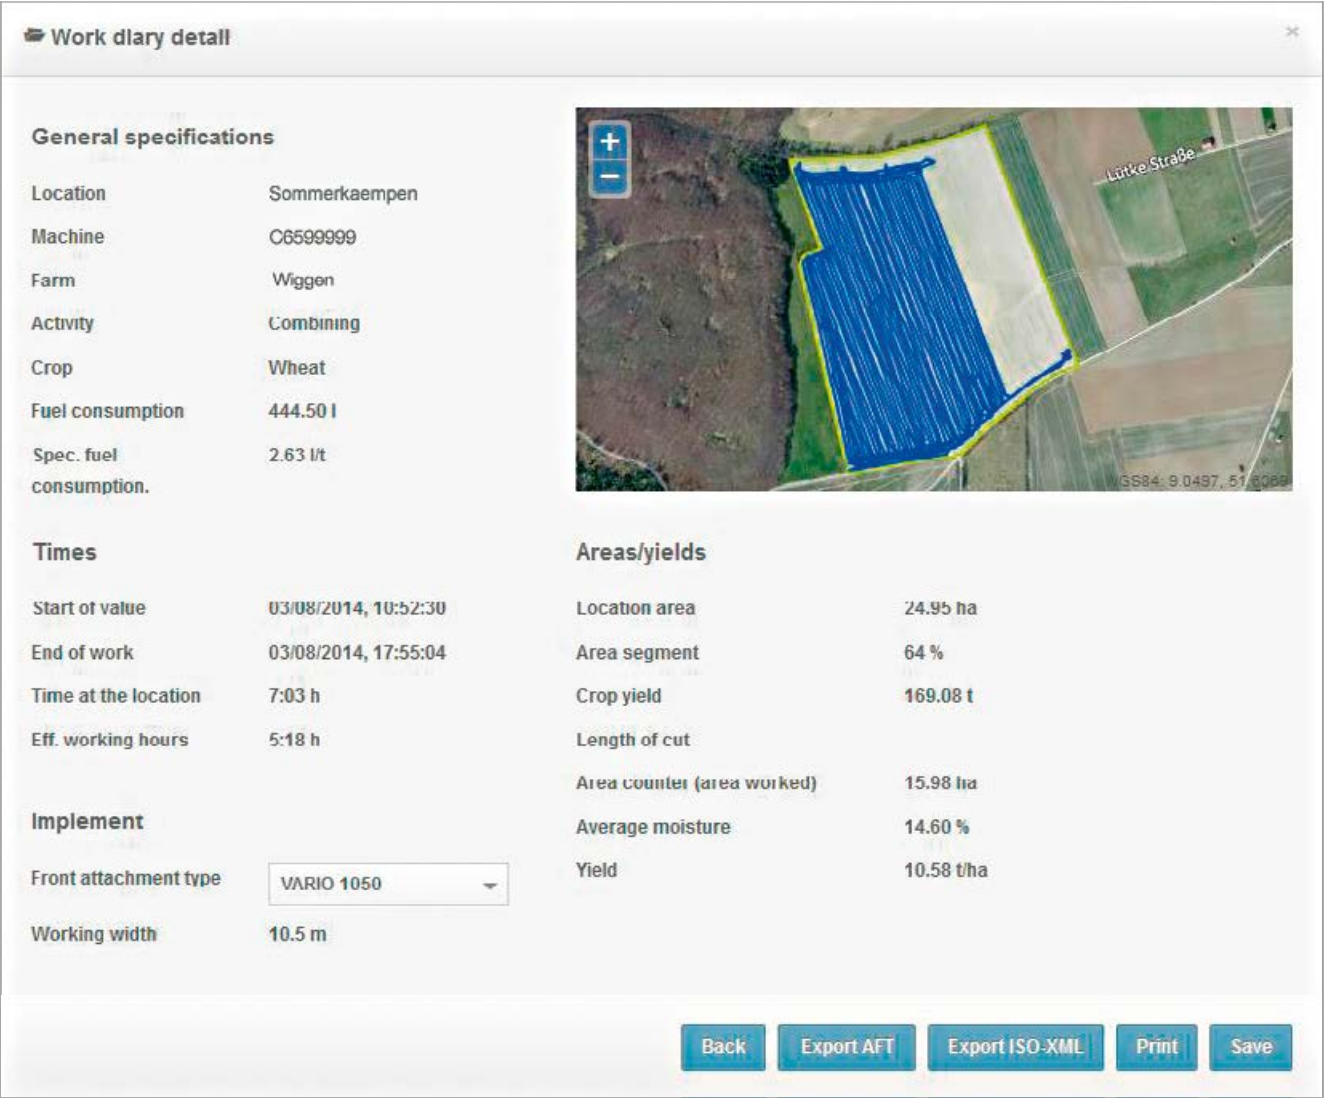 Work diary detail
×
General specifications
Location Sommerkaempen
Machine C6599999
Farm Wiggen
Activity Combining
Crop Wheat
Fuel consumption 444.50 l
Spec. fuel 2.63 l/t
consumption.
+
−
Lütke Straße
GS84: 9.0497, 51.6069
Times
Start of value 03/08/2014, 10:52:30
End of work 03/08/2014, 17:55:04
Time at the location 7:03 h
Eff. working hours 5:18 h
Implement
Front attachment type VARIO 1050
Working width 10.5 m
Areas/yields
Location area 24.95 ha
Area segment 64 %
Crop yield 169.08 t
Length of cut
Area counter (area worked) 15.98 ha
Average moisture 14.60 %
Yield 10.58 t/ha
Back Export AFT Export ISO-XML Print Save